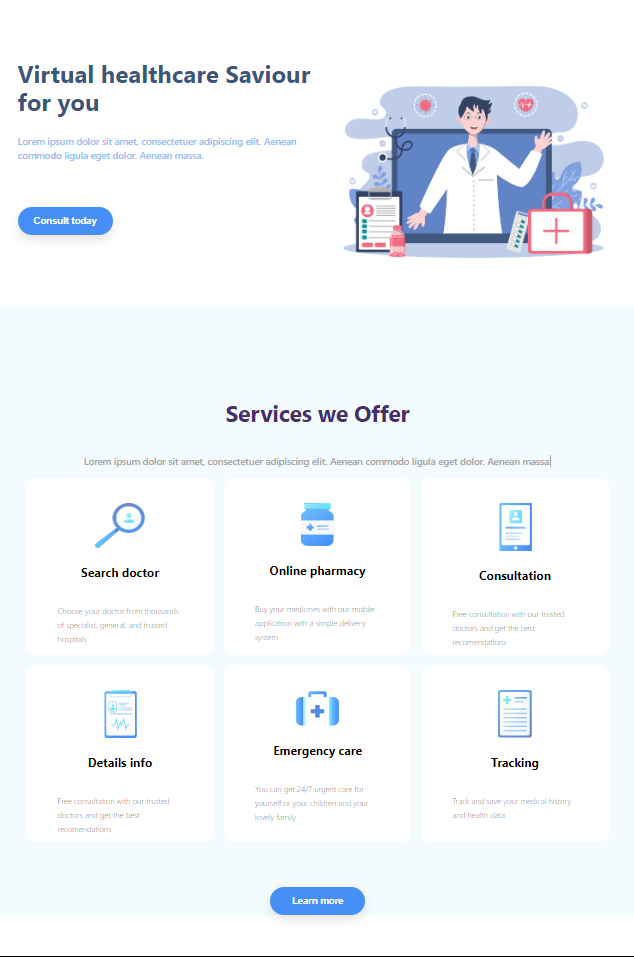 Virtual healthcare Saviour
for you
Lorem ipsum dolor sit amet, consectetuer adipiscing elit. Aenean
commodo ligula eget dolor. Aenean massa.
Consult today
Services we Offer
Lorem ipsum dolor sit amet, consectetuer adipiscing elit. Aenean commodo ligula eget dolor. Aenean massa
Search doctor
Choose your doctor from thousands
of specialist, general, and trusted
hospitals
Online pharmacy
Buy your medicines with our mobile
application with a simple delivery
system
Consultation
Free consultation with our trusted
doctors and get the best
recomendations
Details info
Free consultation with our trusted
doctors and get the best
recomendations
Emergency care
You can get 24/7 urgent care for
yourself or your children and your
lovely family
Tracking
Track and save your medical history
and health data
Learn more